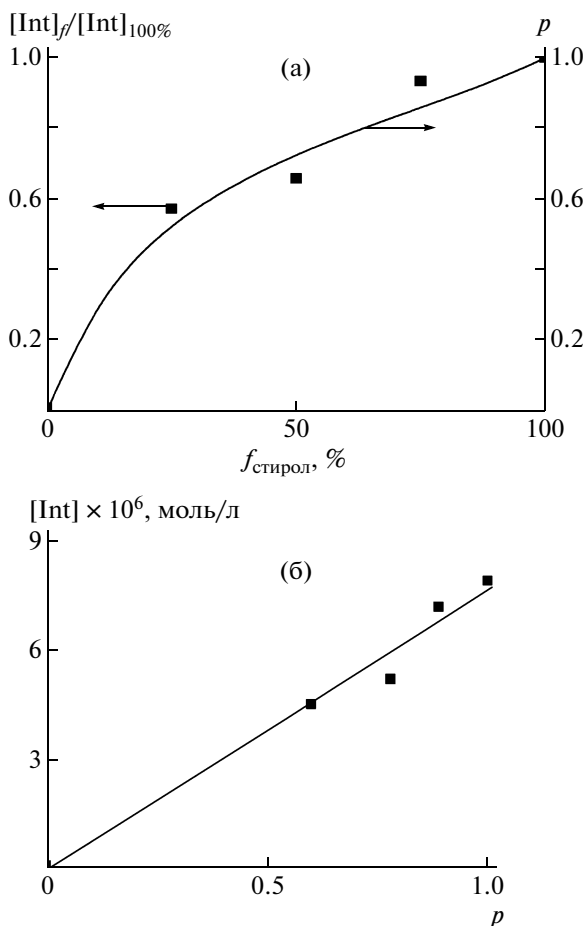 [Int]f/[Int]100% p
1.0 (а) 1.0
0.6 0.6
0.2 0.2
0 50 100
fстирол, %
[Int] × 10⁶, моль/л
9
(б)
6
3
0 0.5 1.0
p